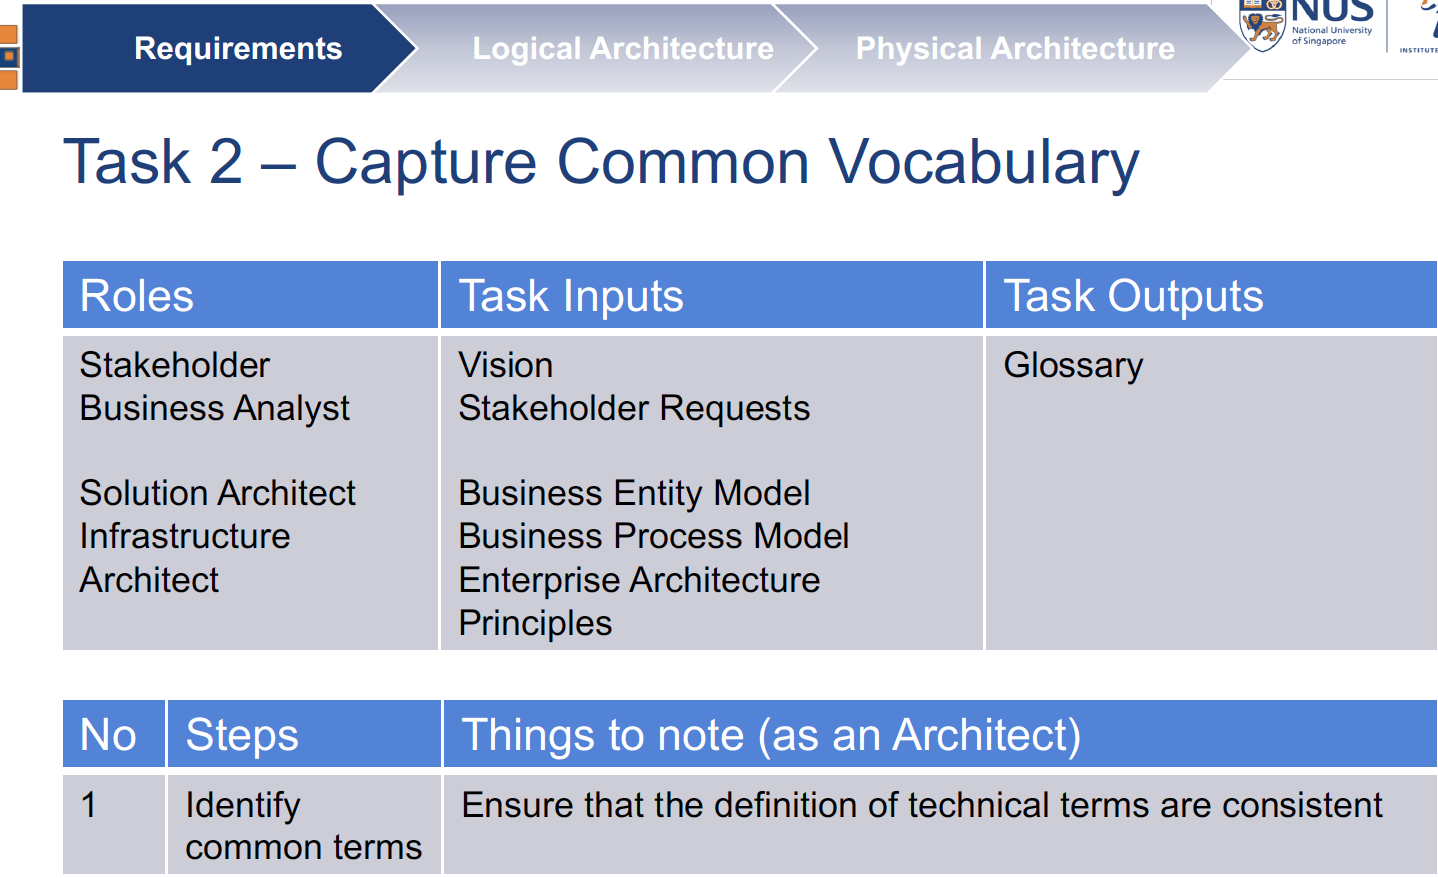 Requirements
Logical Architecture
Physical Architecture
NUS
National University
of Singapore
Task 2 – Capture Common Vocabulary
Roles
Task Inputs
Task Outputs
Stakeholder
Business Analyst
Solution Architect
Infrastructure
Architect
Vision
Stakeholder Requests
Business Entity Model
Business Process Model
Enterprise Architecture
Principles
Glossary
No
Steps
Things to note (as an Architect)
1
Identify
common terms
Ensure that the definition of technical terms are consistent